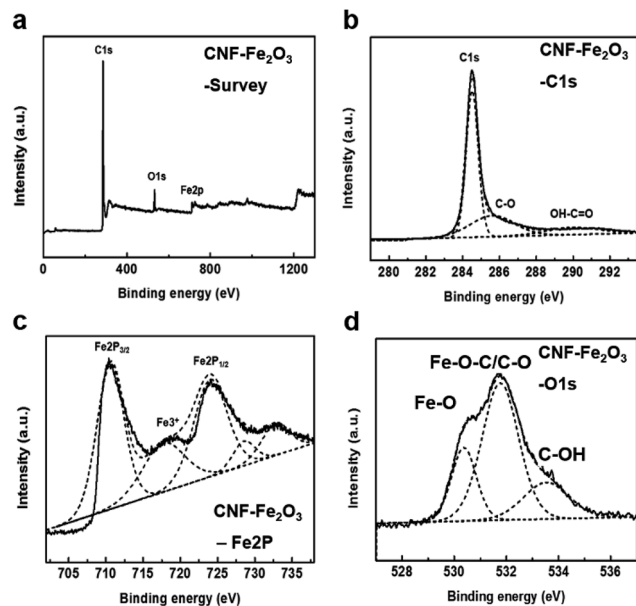 a
CNF-Fe₂O₃
-Survey
C1s
O1s
Fe2p
Intensity (a.u.)
0 400 800 1200
Binding energy (eV)
b
CNF-Fe₂O₃
-C1s
C1s
C-O
OH-C=O
Intensity (a.u.)
280 282 284 286 288 290 292
Binding energy (eV)
c
Fe2P₃/₂
Fe2P₁/₂
Fe3⁺
CNF-Fe₂O₃
– Fe2P
Intensity (a.u.)
705 710 715 720 725 730 735
Binding energy (eV)
d
CNF-Fe₂O₃
-O1s
Fe-O-C/C-O
Fe-O
C-OH
Intensity (a.u.)
528 530 532 534 536
Binding energy (eV)